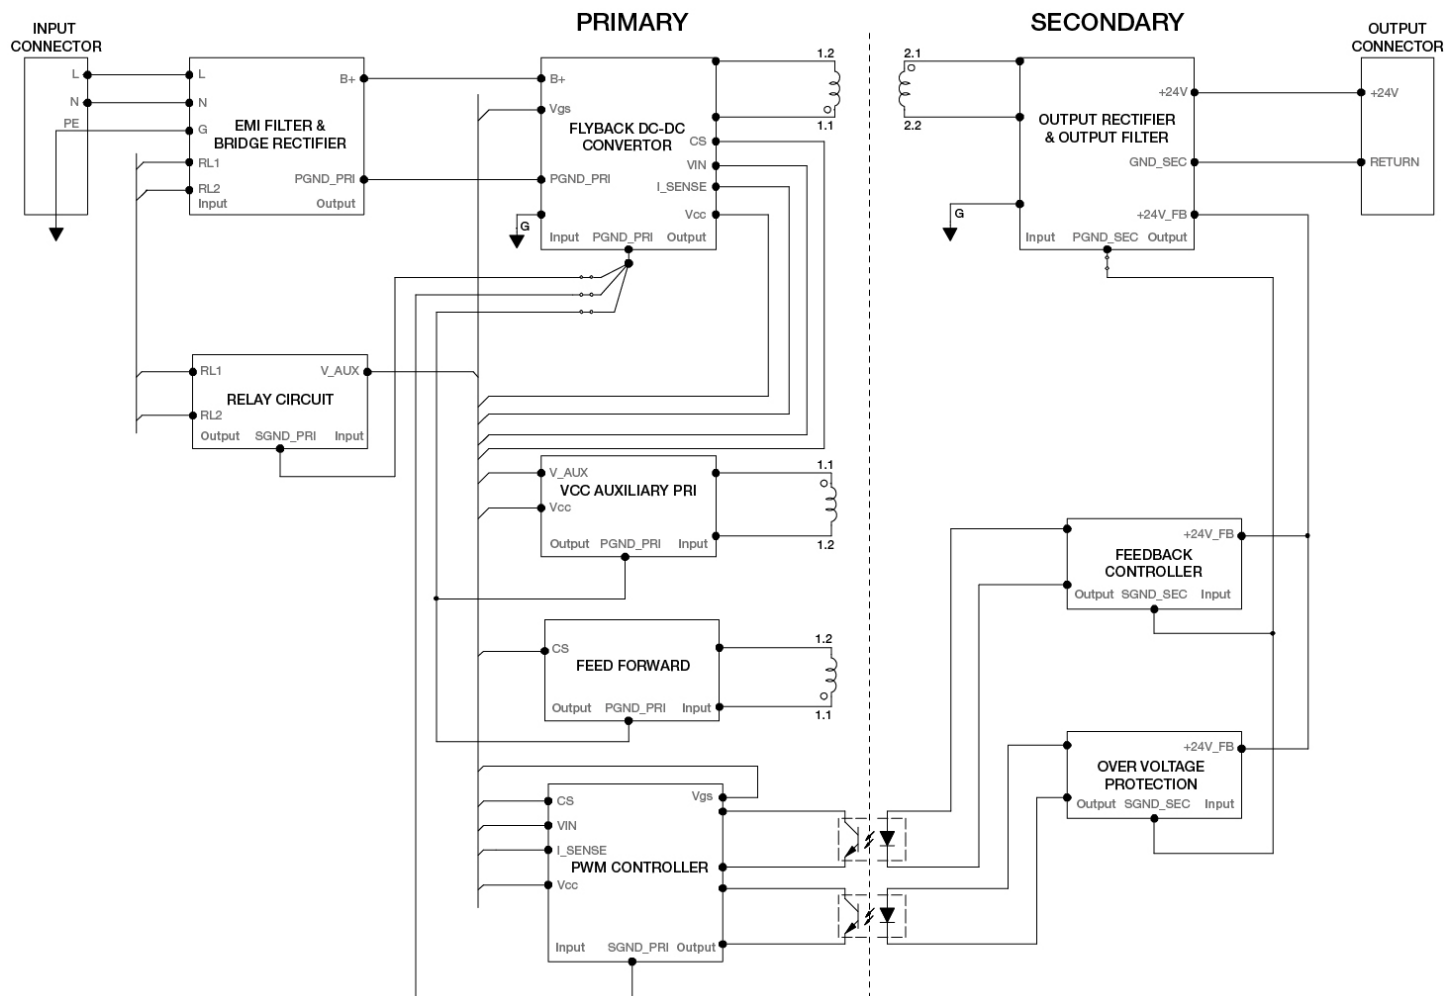 PRIMARY
SECONDARY
INPUT
CONNECTOR
L
N
PE
L
N
G
RL1
RL2
Input
B+
EMI FILTER &
BRIDGE RECTIFIER
PGND_PRI
Output
B+
Vgs
FLYBACK DC-DC
CONVERTOR
PGND_PRI
G
Input
PGND_PRI
Output
CS
VIN
I_SENSE
Vcc
1.2
1.1
2.1
2.2
+24V
OUTPUT RECTIFIER
& OUTPUT FILTER
GND_SEC
+24V_FB
G
Input
PGND_SEC
Output
OUTPUT
CONNECTOR
+24V
RETURN
RL1
V_AUX
RELAY CIRCUIT
RL2
Output
SGND_PRI
Input
V_AUX
VCC AUXILIARY PRI
Vcc
Output
PGND_PRI
Input
1.1
1.2
+24V_FB
FEEDBACK
CONTROLLER
Output
SGND_SEC
Input
CS
FEED FORWARD
Output
PGND_PRI
Input
1.2
1.1
+24V_FB
OVER VOLTAGE
PROTECTION
Output
SGND_SEC
Input
Vgs
CS
VIN
I_SENSE
PWM CONTROLLER
Vcc
Input
SGND_PRI
Output